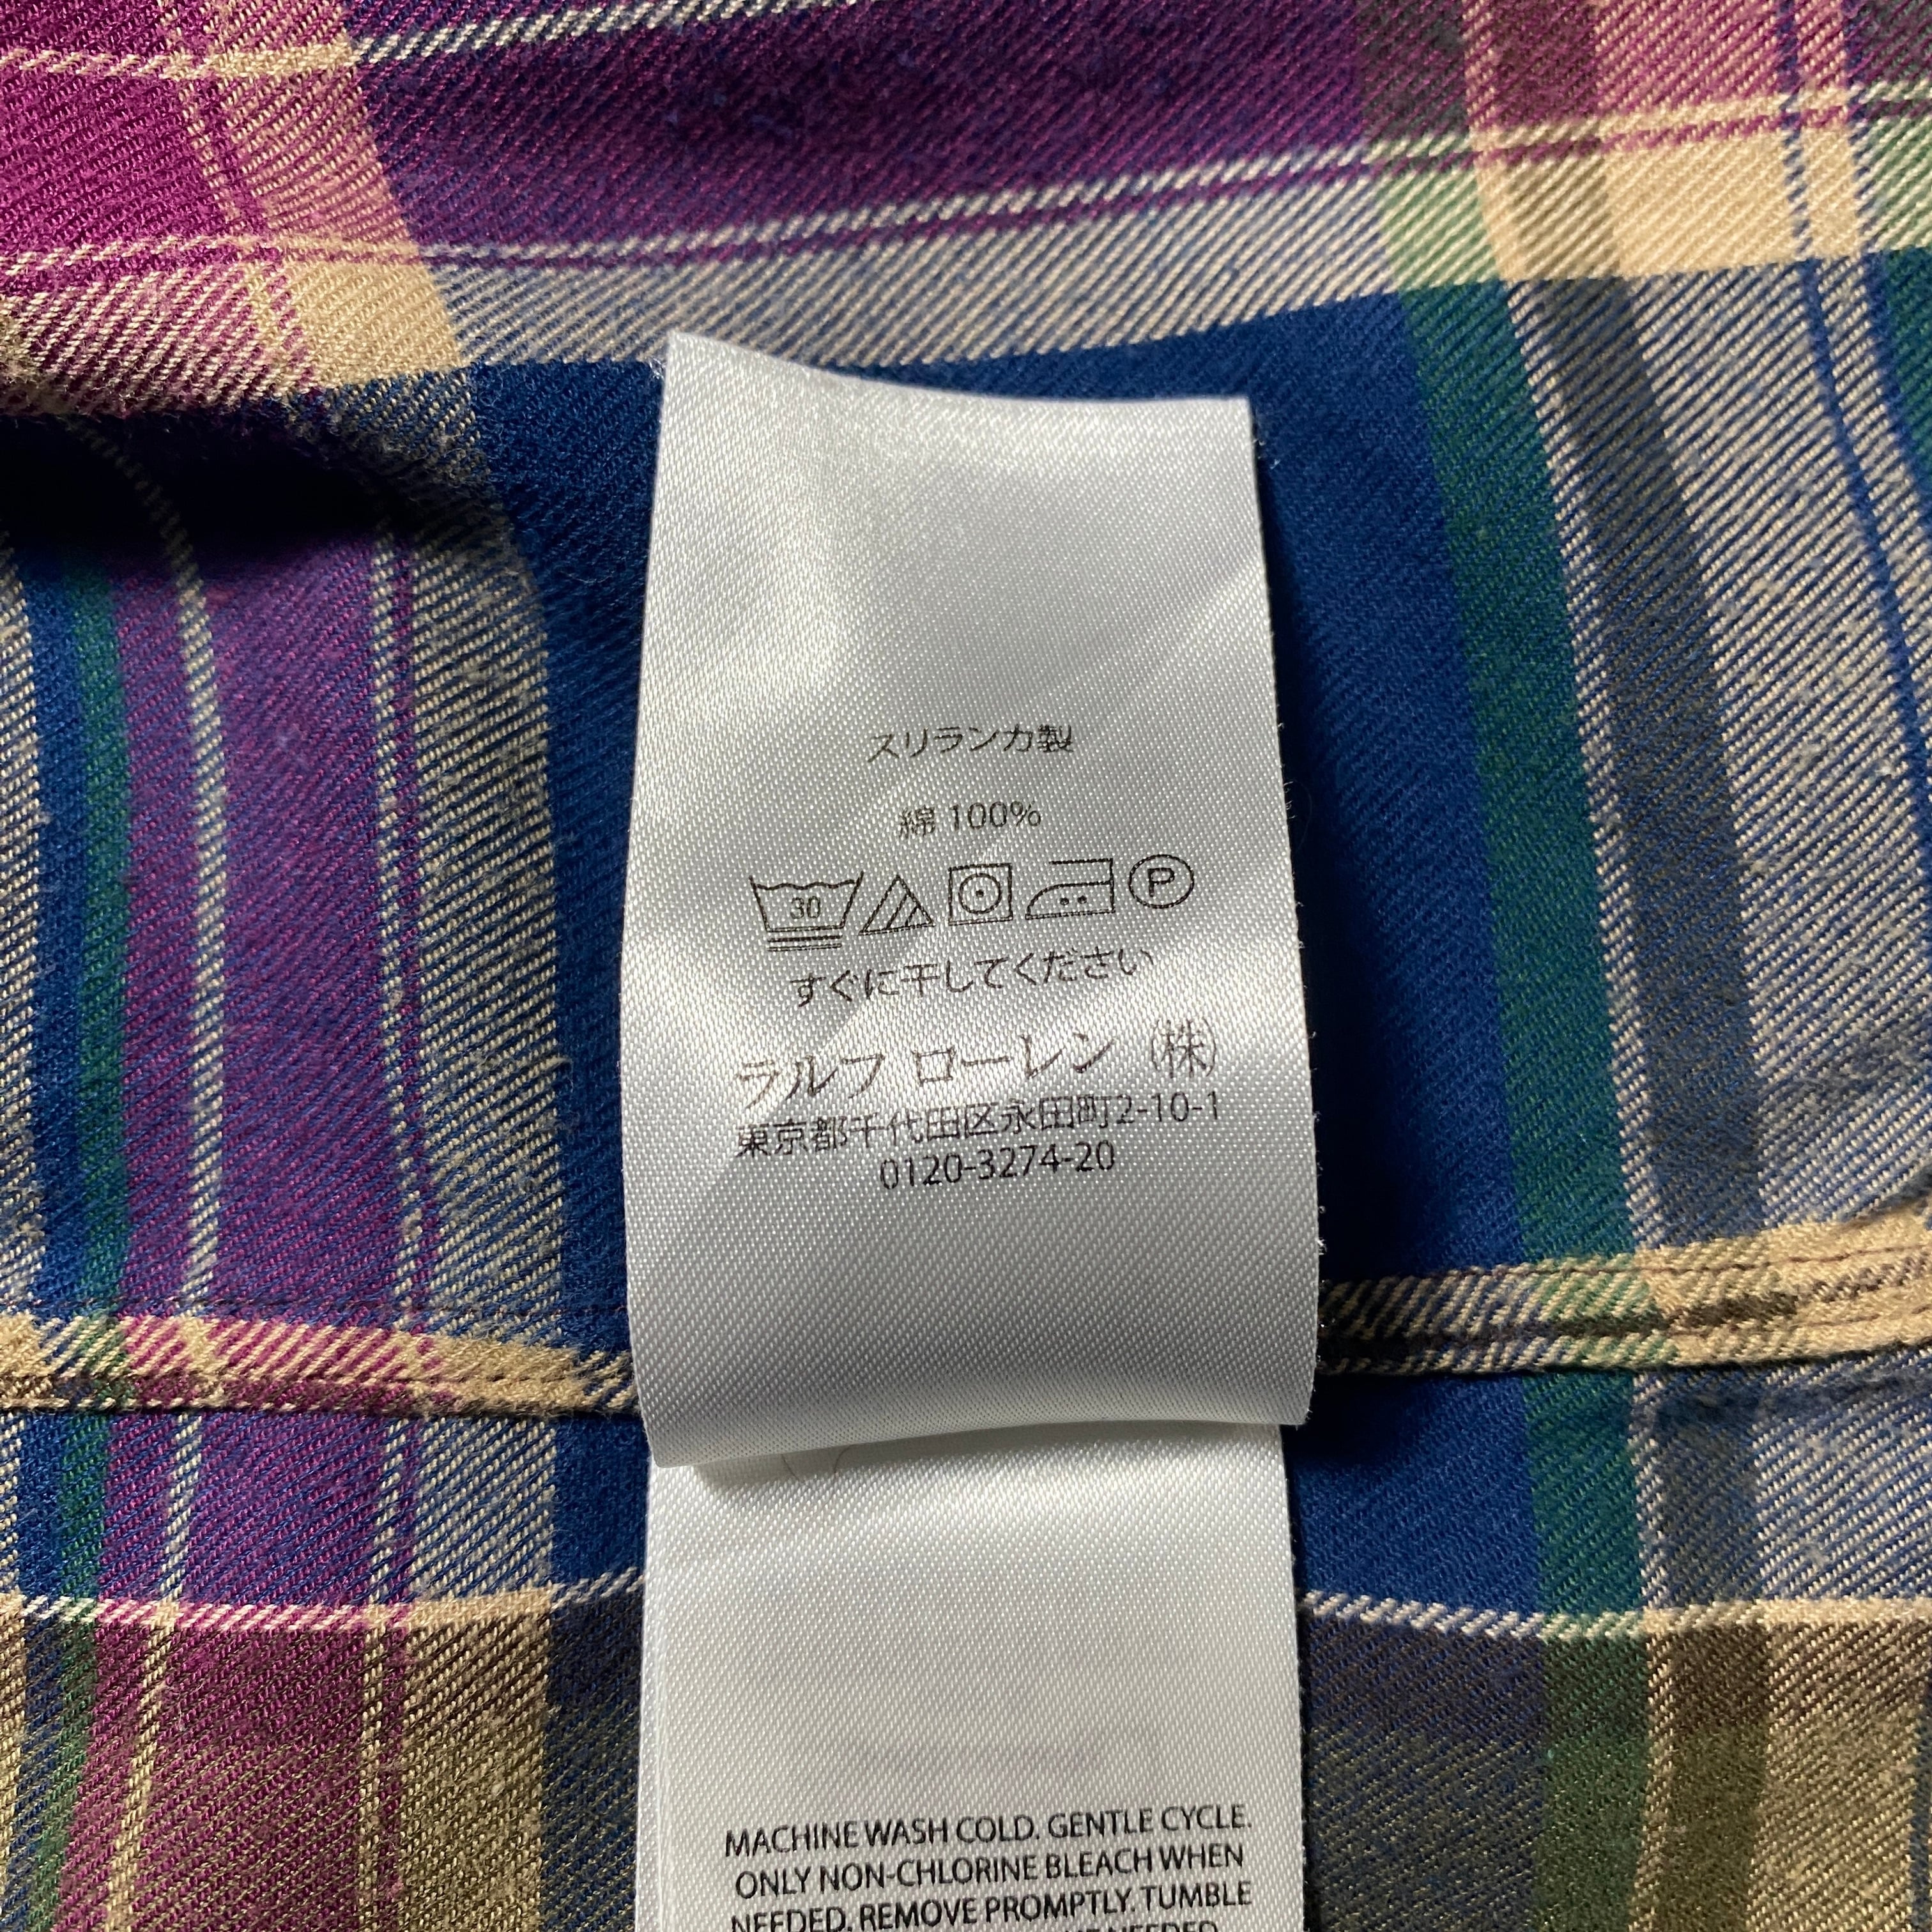 スリランカ製
綿 100%
30 P
すぐに干してください
ラルフ ローレン (株)
東京都千代田区永田町2-10-1
0120-3274-20
MACHINE WASH COLD. GENTLE CYCLE.
ONLY NON-CHLORINE BLEACH WHEN
NEEDED. REMOVE PROMPTLY. TUMBLE
NEEDED